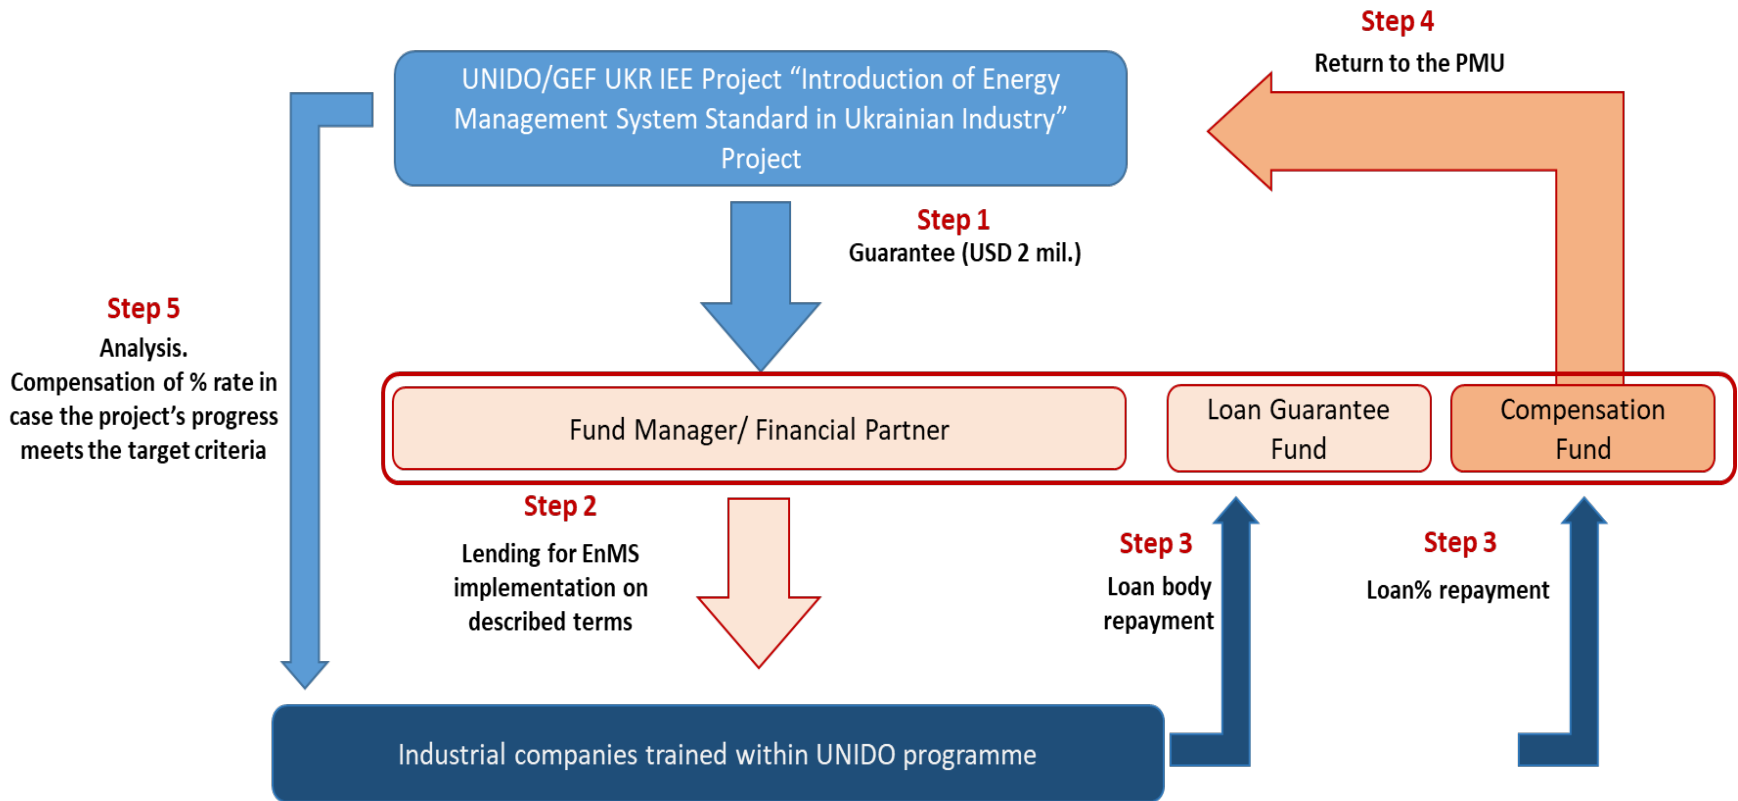 Step 4
Return to the PMU
UNIDO/GEF UKR IEE Project “Introduction of Energy
Management System Standard in Ukrainian Industry”
Project
Step 1
Guarantee (USD 2 mil.)
Step 5
Analysis.
Compensation of % rate in
case the project’s progress
meets the target criteria
Fund Manager/ Financial Partner
Loan Guarantee
Fund
Compensation
Fund
Step 2
Lending for EnMS
implementation on
described terms
Step 3
Loan body
repayment
Step 3
Loan% repayment
Industrial companies trained within UNIDO programme